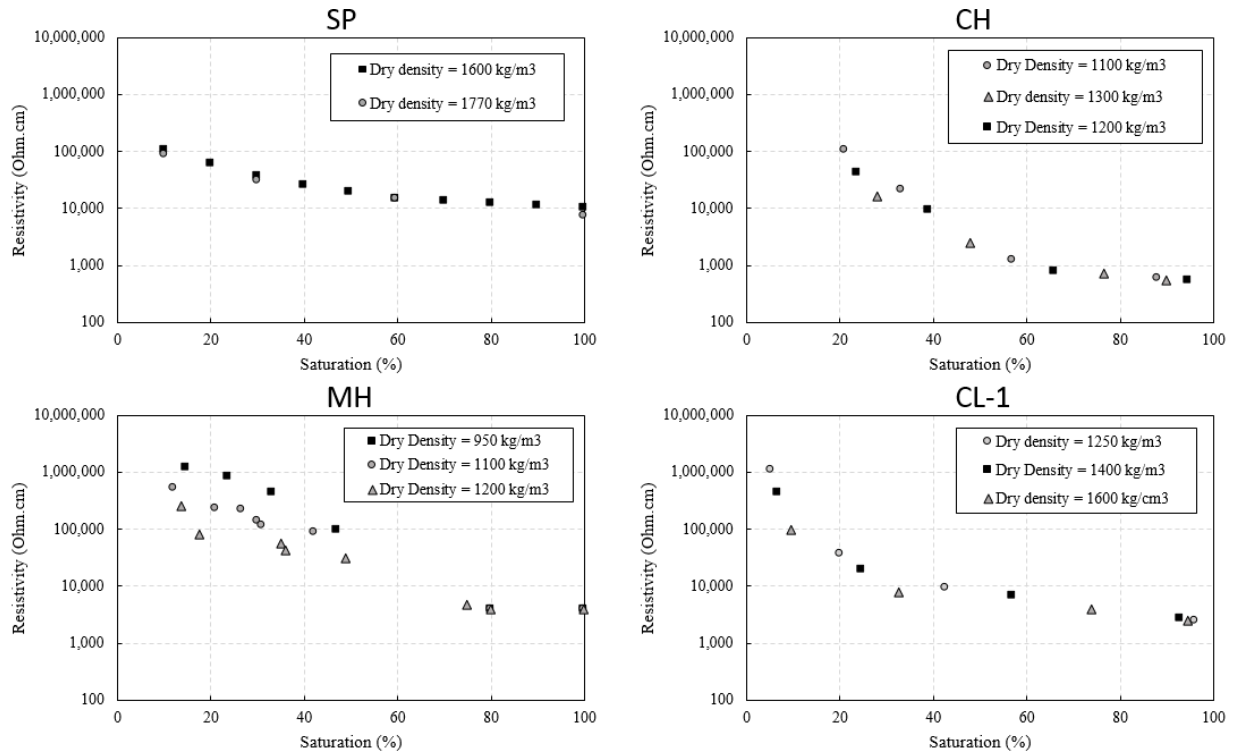 SP
10,000,000
1,000,000
100,000
10,000
1,000
100
Resistivity (Ohm.cm)
Dry density = 1600 kg/m3
Dry density = 1770 kg/m3
0 20 40 60 80 100
Saturation (%)
CH
10,000,000
1,000,000
100,000
10,000
1,000
100
Resistivity (Ohm.cm)
Dry Density = 1100 kg/m3
Dry density = 1300 kg/m3
Dry Density = 1200 kg/m3
0 20 40 60 80 100
Saturation (%)
MH
10,000,000
1,000,000
100,000
10,000
1,000
100
Resistivity (Ohm.cm)
Dry Density = 950 kg/m3
Dry Density = 1100 kg/m3
Dry Density = 1200 kg/m3
0 20 40 60 80 100
Saturation (%)
CL-1
10,000,000
1,000,000
100,000
10,000
1,000
100
Resistivity (Ohm.cm)
Dry density = 1250 kg/m3
Dry Density = 1400 kg/m3
Dry density = 1600 kg/cm3
0 20 40 60 80 100
Saturation (%)